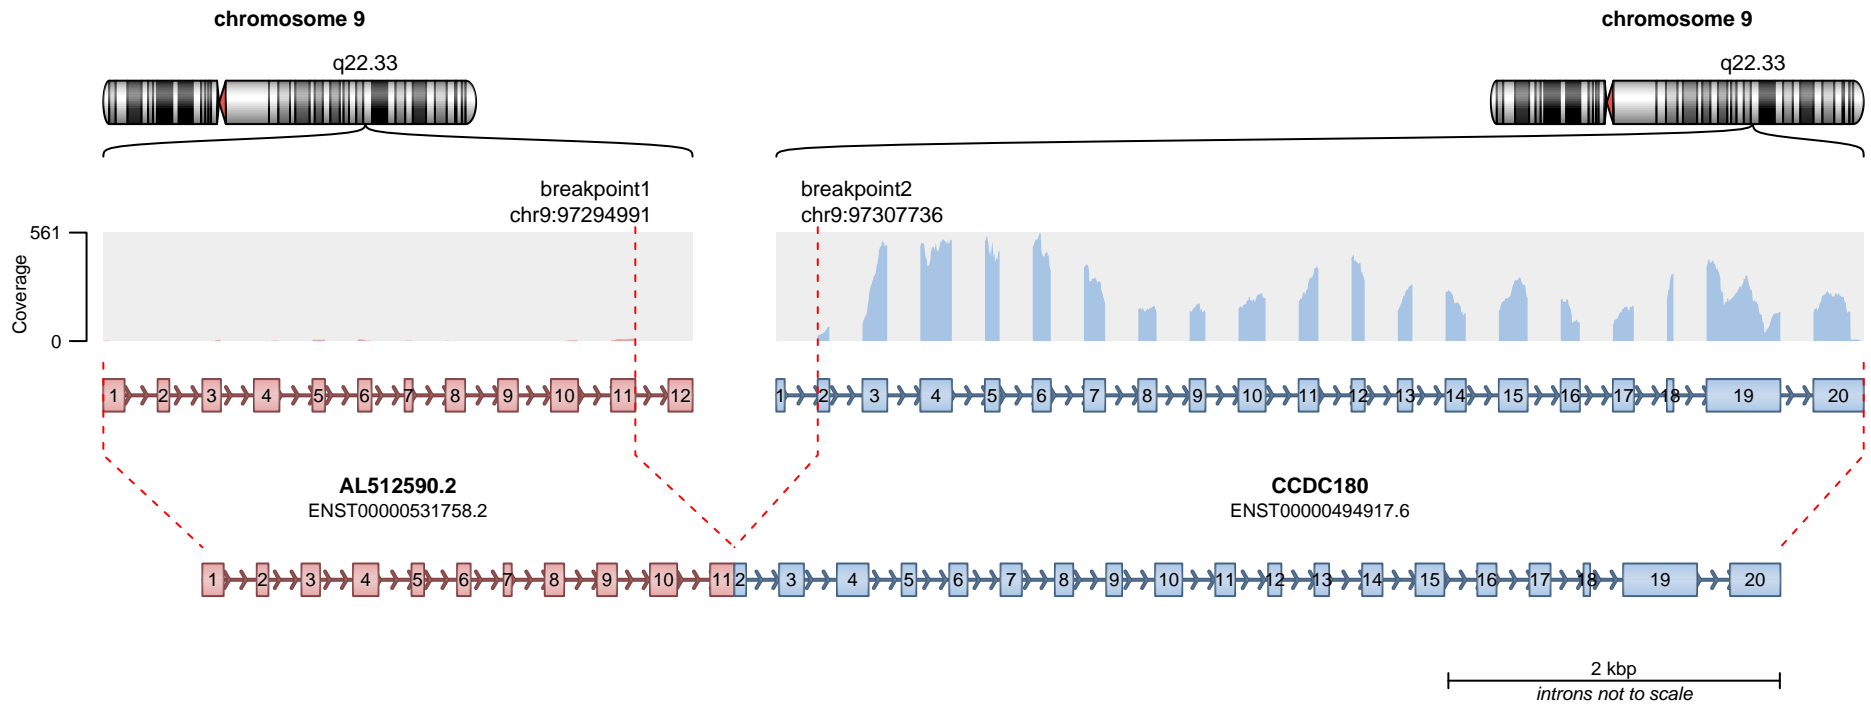 chromosome 9 chromosome 9
q22.33 q22.33
breakpoint1 breakpoint2
chr9:97294991 chr9:97307736
561
Coverage
0
1 2 3 4 5 6 7 8 9 10 11 12 1 2 3 4 5 6 7 8 9 10 11 12 13 14 15 16 17 18 19 20
AL512590.2 CCDC180
ENST00000531758.2 ENST00000494917.6
1 2 3 4 5 6 7 8 9 10 11 2 3 4 5 6 7 8 9 10 11 12 13 14 15 16 17 18 19 20
2 kbp
introns not to scale